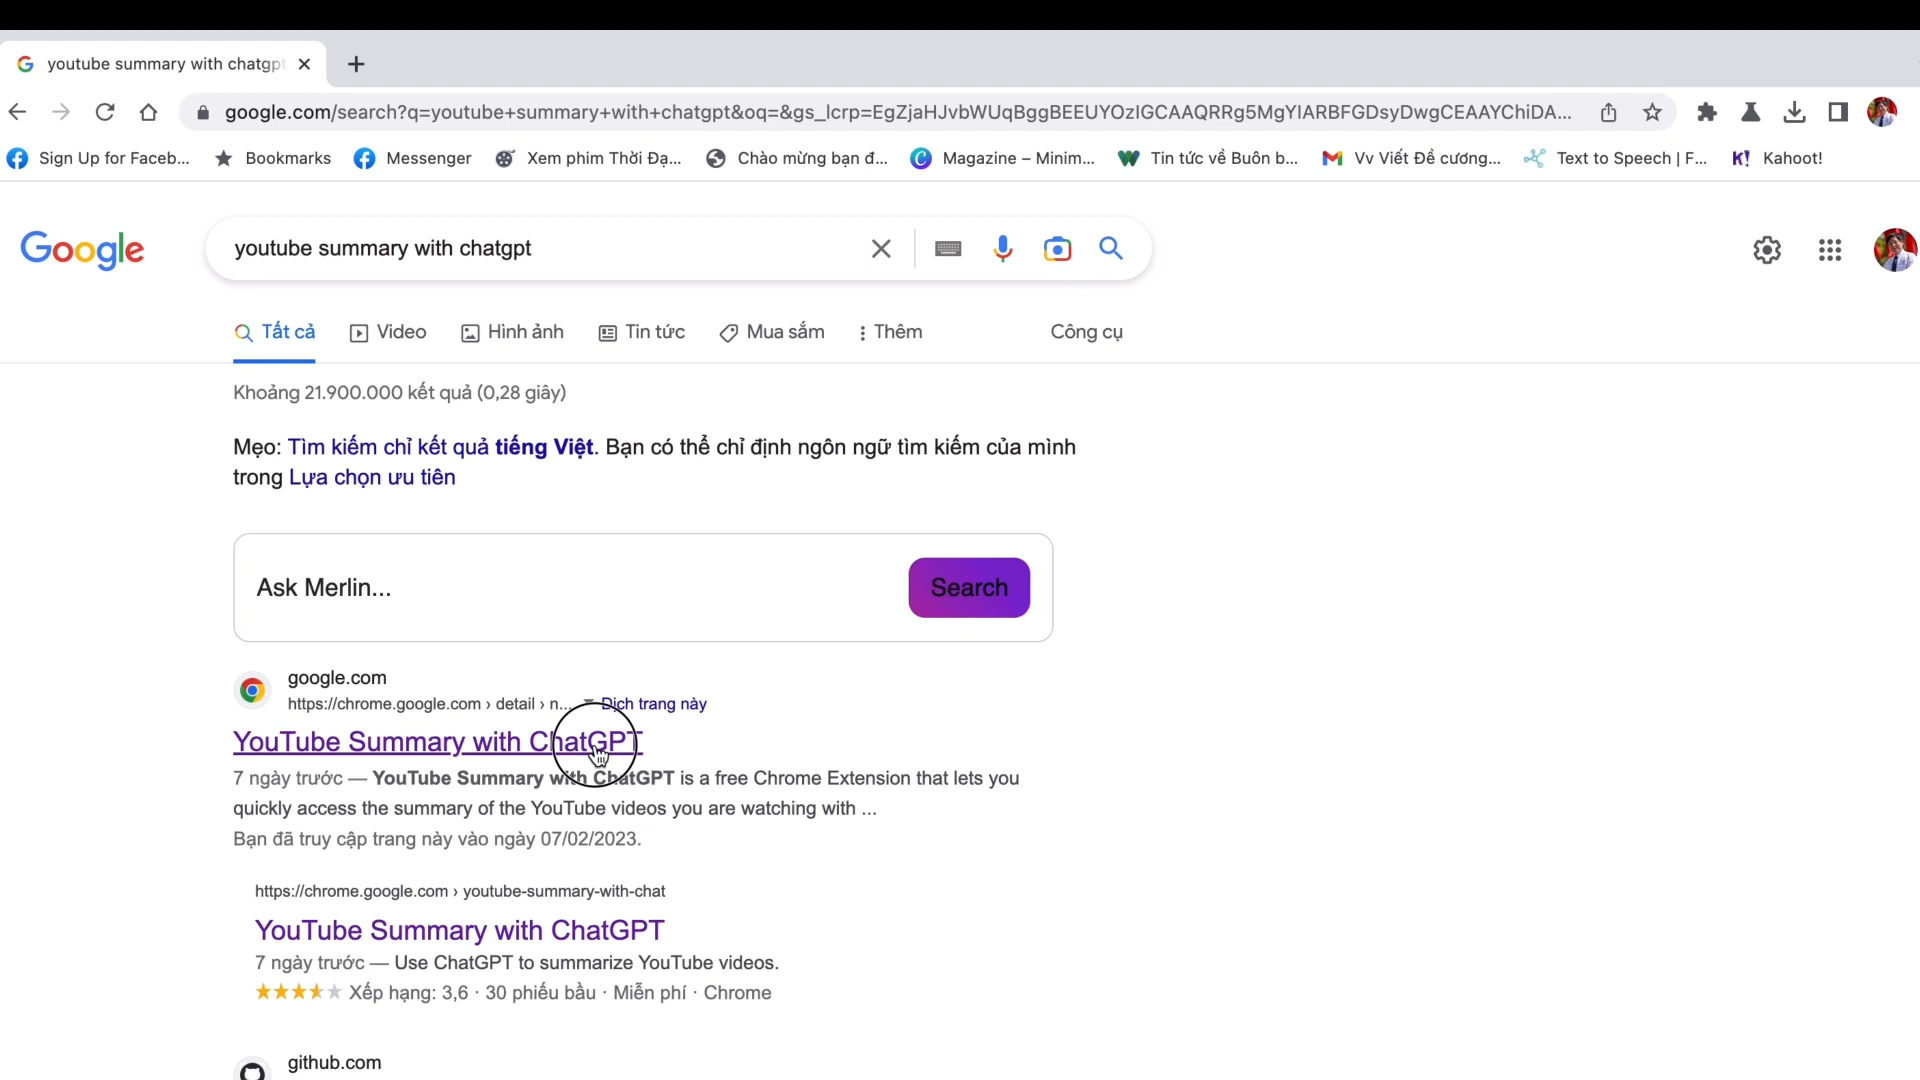 youtube summary with chatgpt
google.com/search?q=youtube+summary+with+chatgpt&oq=&gs_lcrp=EgZjaHJvbWUqBggBEEUYOzIGCAAQRRg5MgYIARBFGDsyDwgCEAAYChiDA...
Sign Up for Faceb... Bookmarks Messenger Xem phim Thời Đạ... Chào mừng bạn đ... Magazine – Minim... Tin tức về Buôn b... Vv Viết Đề cương... Text to Speech | F... K! Kahoot!
Google youtube summary with chatgpt
Tất cả Video Hình ảnh Tin tức Mua sắm Thêm Công cụ
Khoảng 21.900.000 kết quả (0,28 giây)
Mẹo: Tìm kiếm chỉ kết quả tiếng Việt. Bạn có thể chỉ định ngôn ngữ tìm kiếm của mình
trong Lựa chọn ưu tiên
Ask Merlin... Search
google.com
https://chrome.google.com › detail › n... Dịch trang này
YouTube Summary with ChatGPT
7 ngày trước — YouTube Summary with ChatGPT is a free Chrome Extension that lets you
quickly access the summary of the YouTube videos you are watching with ...
Bạn đã truy cập trang này vào ngày 07/02/2023.
https://chrome.google.com › youtube-summary-with-chat
YouTube Summary with ChatGPT
7 ngày trước — Use ChatGPT to summarize YouTube videos.
Xếp hạng: 3,6 · 30 phiếu bầu · Miễn phí · Chrome
github.com